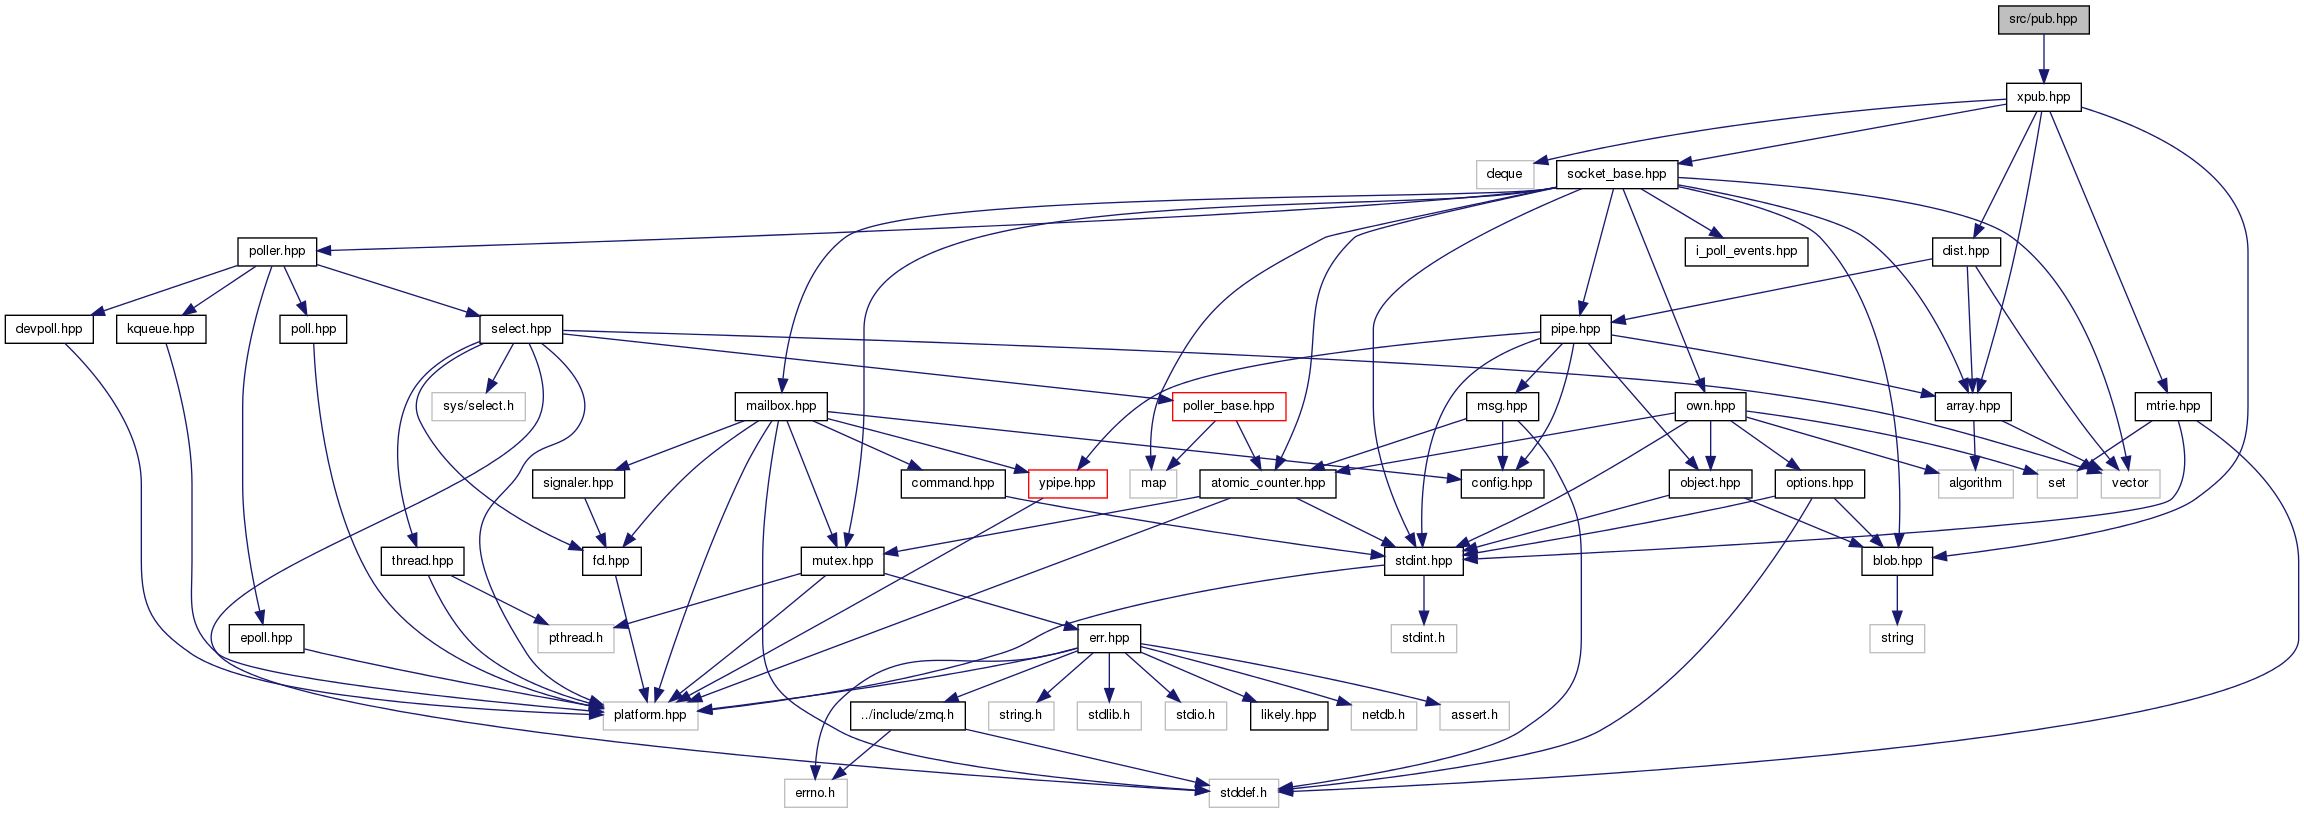 src/pub.hpp
xpub.hpp
deque
socket_base.hpp
poller.hpp
i_poll_events.hpp
dist.hpp
devpoll.hpp
kqueue.hpp
poll.hpp
select.hpp
pipe.hpp
sys/select.h
mailbox.hpp
poller_base.hpp
msg.hpp
own.hpp
array.hpp
mtrie.hpp
signaler.hpp
command.hpp
ypipe.hpp
map
atomic_counter.hpp
config.hpp
object.hpp
options.hpp
algorithm
set
vector
thread.hpp
fd.hpp
mutex.hpp
stdint.hpp
blob.hpp
epoll.hpp
pthread.h
err.hpp
stdint.h
string
platform.hpp
../include/zmq.h
string.h
stdlib.h
stdio.h
likely.hpp
netdb.h
assert.h
errno.h
stddef.h